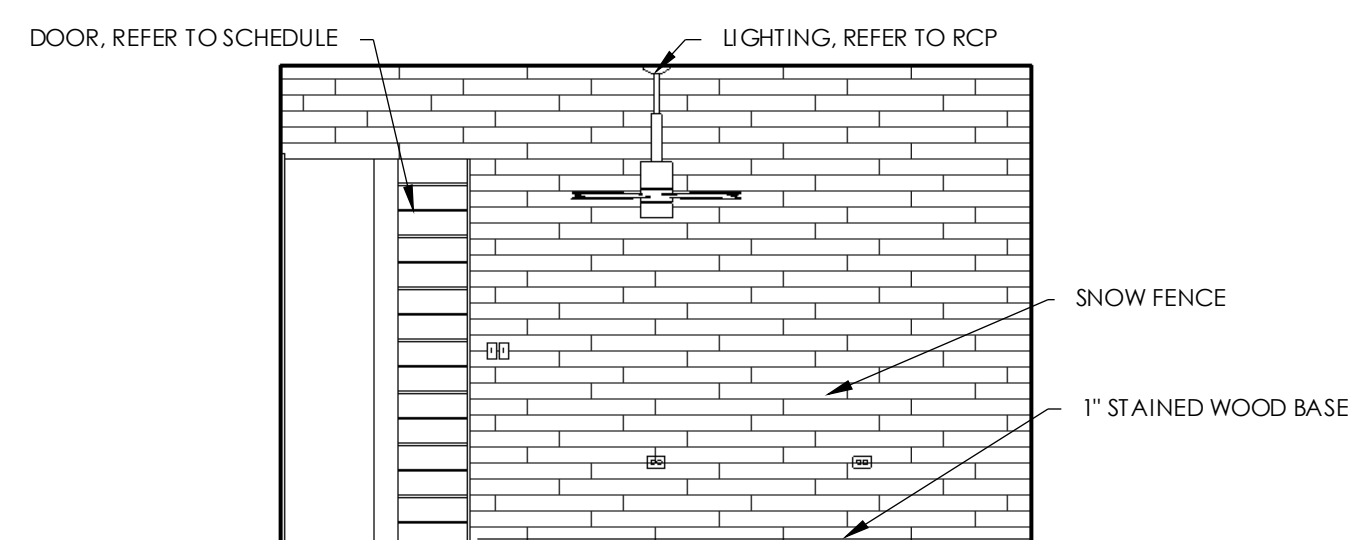 DOOR, REFER TO SCHEDULE
LIGHTING, REFER TO RCP
SNOW FENCE
1" STAINED WOOD BASE